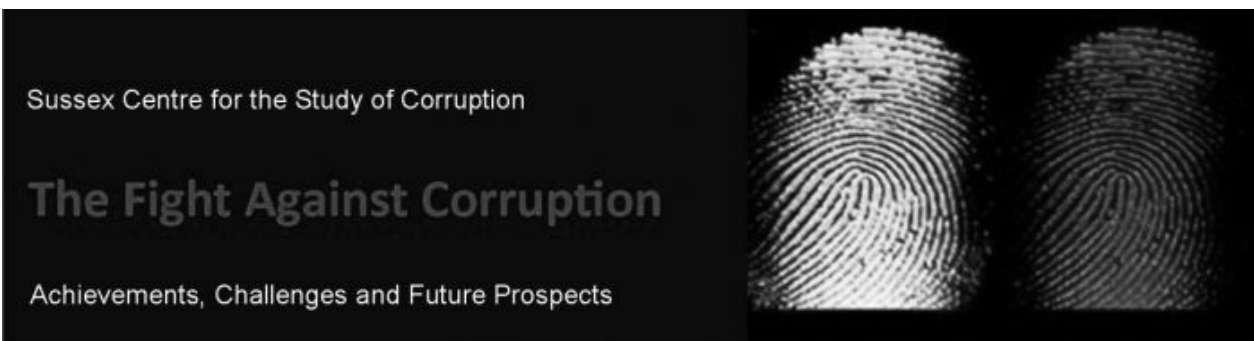 Sussex Centre for the Study of Corruption
The Fight Against Corruption
Achievements, Challenges and Future Prospects